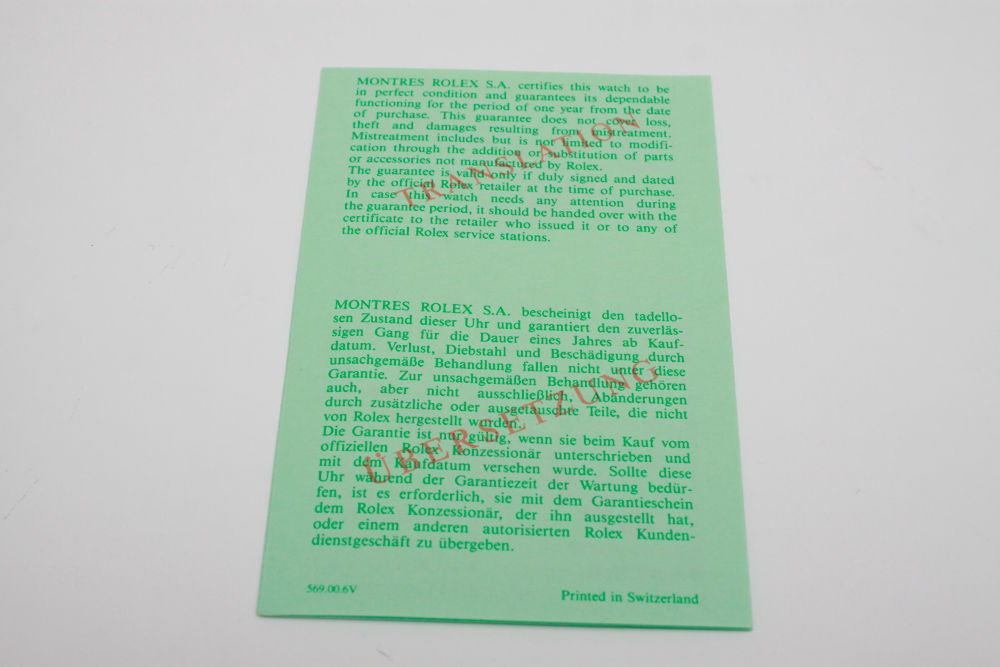 MONTRES ROLEX S.A. certifies this watch to be
in perfect condition and guarantees its dependable
functioning for the period of one year from the date
of purchase. This guarantee does not cover loss,
theft and damages resulting from mistreatment.
Mistreatment includes but is not limited to modifi-
cation through the addition or substitution of parts
or accessories not manufactured by Rolex.
The guarantee is valid only if duly signed and dated
by the official Rolex retailer at the time of purchase.
In case this watch needs any attention during
the guarantee period, it should be handed over with the
certificate to the retailer who issued it or to any of
the official Rolex service stations.
TRANSLATION
MONTRES ROLEX S.A. bescheinigt den tadello-
sen Zustand dieser Uhr und garantiert den zuverläs-
sigen Gang für die Dauer eines Jahres ab Kauf-
datum. Verlust, Diebstahl und Beschädigung durch
unsachgemäße Behandlung fallen nicht unter diese
Garantie. Zur unsachgemäßen Behandlung gehören
auch, aber nicht ausschließlich, Abänderungen
durch zusätzliche oder ausgetauschte Teile, die nicht
von Rolex hergestellt wurden.
Die Garantie ist nur gültig, wenn sie beim Kauf vom
offiziellen Rolex Konzessionär unterschrieben und
mit dem Kaufdatum versehen wurde. Sollte diese
Uhr während der Garantiezeit der Wartung bedür-
fen, ist es erforderlich, sie mit dem Garantieschein
dem Rolex Konzessionär, der ihn ausgestellt hat,
oder einem anderen autorisierten Rolex Kunden-
dienstgeschäft zu übergeben.
ÜBERSETZUNG
569.00.6V
Printed in Switzerland